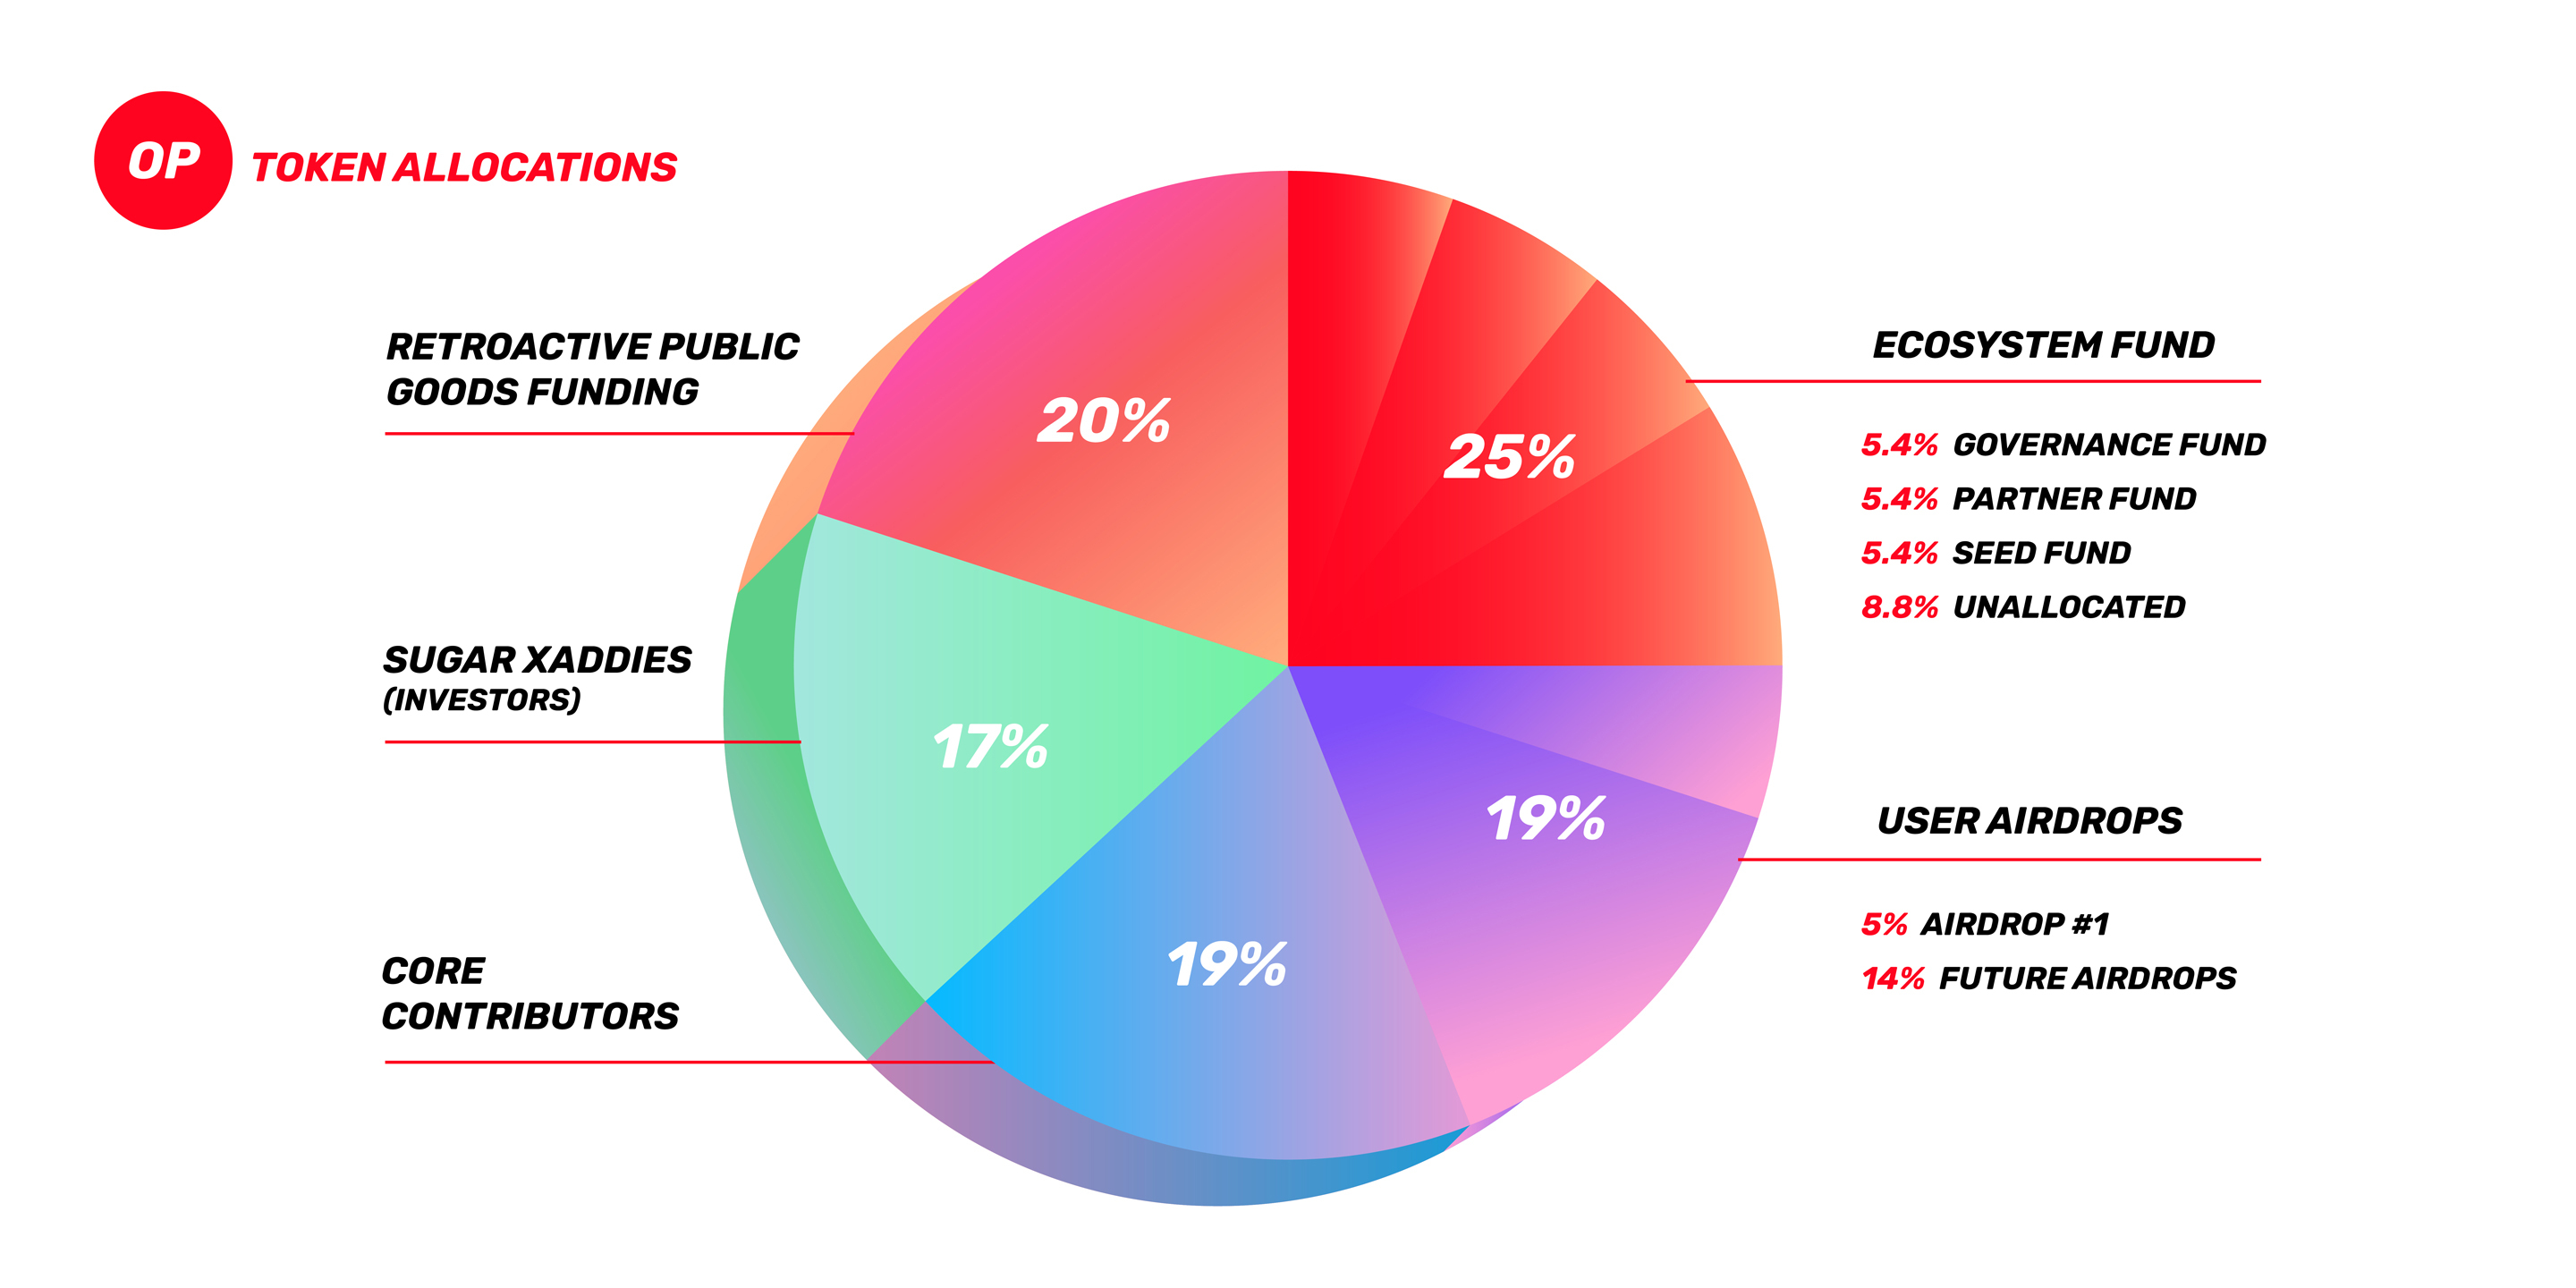 OP
TOKEN ALLOCATIONS
RETROACTIVE PUBLIC
GOODS FUNDING
20%
25%
ECOSYSTEM FUND
5.4% GOVERNANCE FUND
5.4% PARTNER FUND
5.4% SEED FUND
8.8% UNALLOCATED
SUGAR XADDIES
(INVESTORS)
17%
19%
USER AIRDROPS
5% AIRDROP #1
14% FUTURE AIRDROPS
CORE
CONTRIBUTORS
19%